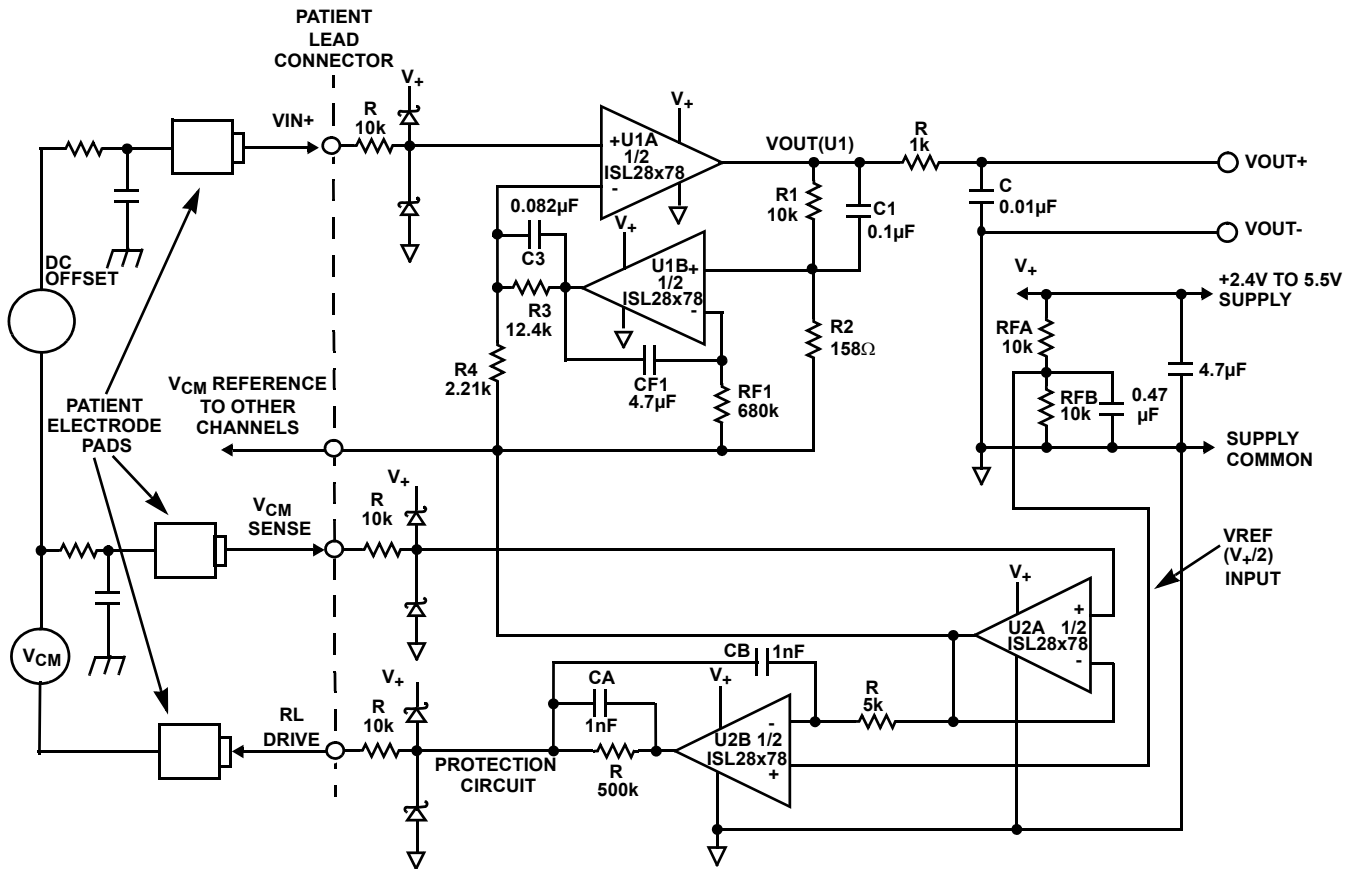 PATIENT
LEAD
CONNECTOR
VIN+
R
10k
V+
V+
+U1A
1/2
ISL28x78
-
VOUT(U1)
R
1k
VOUT+
R1
10k
C1
0.1µF
C
0.01µF
VOUT-
0.082µF
C3
V+
U1B+
1/2
ISL28x78
-
R3
12.4k
R2
158Ω
V+
+2.4V TO 5.5V
SUPPLY
RFA
10k
4.7µF
RFB
10k
0.47
µF
SUPPLY
COMMON
DC
OFFSET
R4
2.21k
CF1
4.7µF
RF1
680k
VCM REFERENCE
TO OTHER
CHANNELS
PATIENT
ELECTRODE
PADS
VCM
SENSE
R
10k
V+
VREF
(V+/2)
INPUT
V+
+
U2A 1/2
ISL28x78
-
VCM
CB
1nF
CA
1nF
V+
R
5k
-
U2B 1/2
ISL28x78
+
RL
DRIVE
R
10k
V+
PROTECTION
CIRCUIT
R
500k